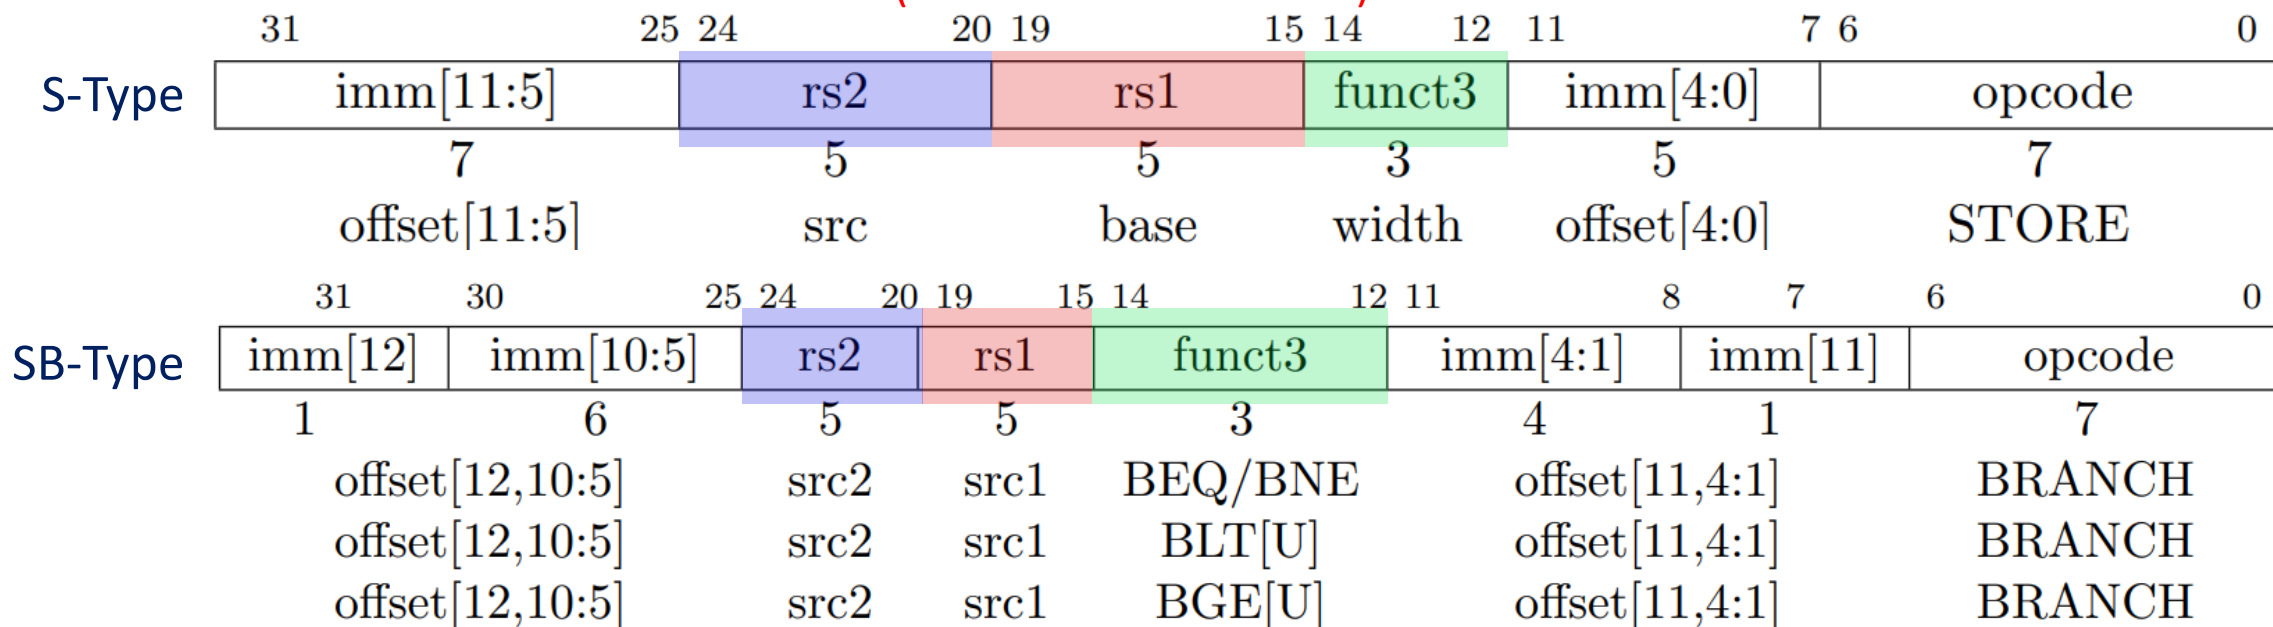 31 25 24 20 19 15 14 12 11 7 6 0
S-Type imm[11:5] rs2 rs1 funct3 imm[4:0] opcode
7 5 5 3 5 7
offset[11:5] src base width offset[4:0] STORE
31 30 25 24 20 19 15 14 12 11 8 7 6 0
SB-Type imm[12] imm[10:5] rs2 rs1 funct3 imm[4:1] imm[11] opcode
1 6 5 5 3 4 1 7
offset[12,10:5] src2 src1 BEQ/BNE offset[11,4:1] BRANCH
offset[12,10:5] src2 src1 BLT[U] offset[11,4:1] BRANCH
offset[12,10:5] src2 src1 BGE[U] offset[11,4:1] BRANCH